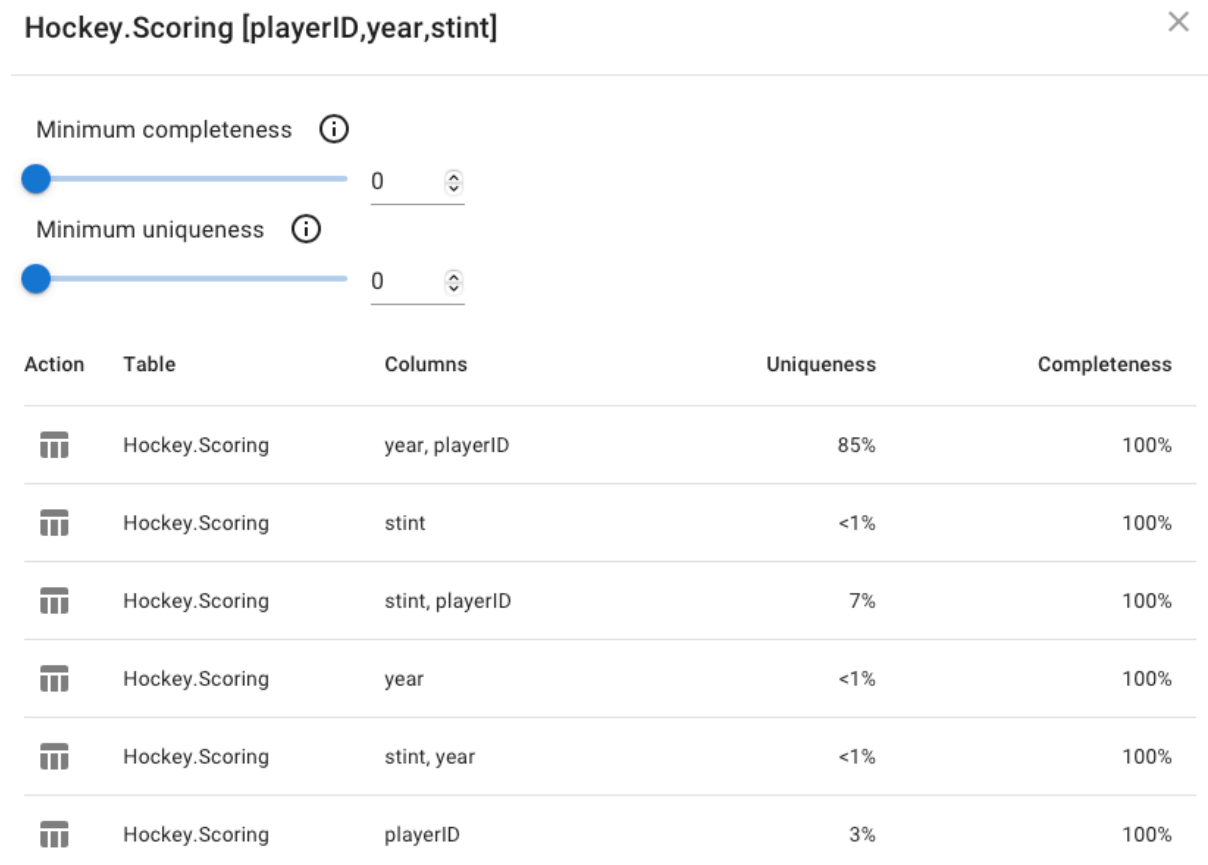 Hockey.Scoring [playerID,year,stint]
Minimum completeness
0
Minimum uniqueness
0
Action Table Columns Uniqueness Completeness
Hockey.Scoring year, playerID 85% 100%
Hockey.Scoring stint <1% 100%
Hockey.Scoring stint, playerID 7% 100%
Hockey.Scoring year <1% 100%
Hockey.Scoring stint, year <1% 100%
Hockey.Scoring playerID 3% 100%